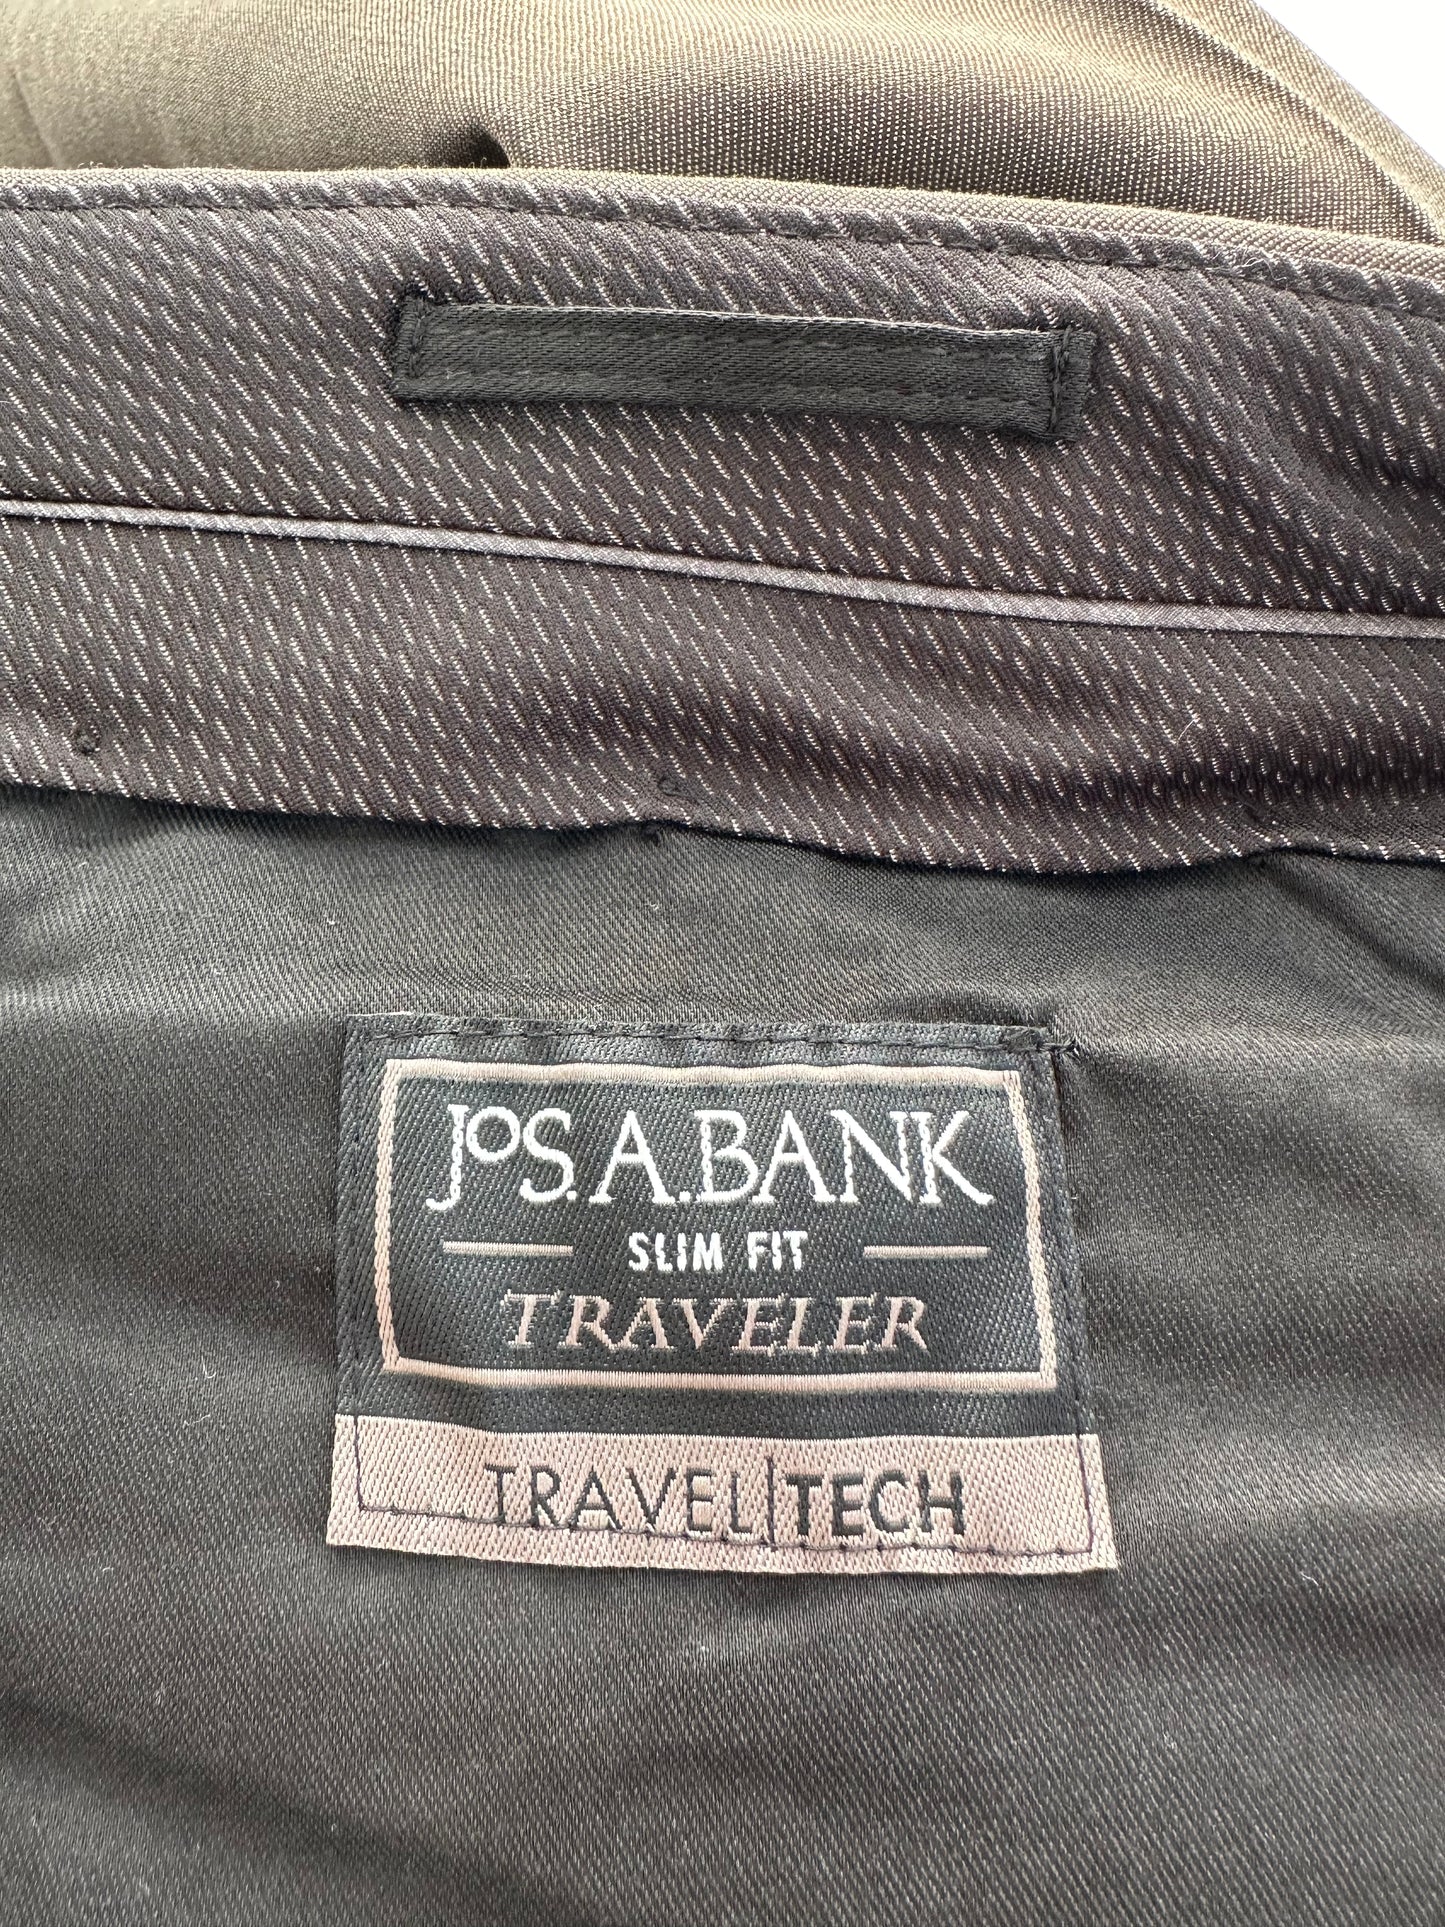 JOS. A. BANK
SLIM FIT
TRAVELER
TRAVEL|TECH